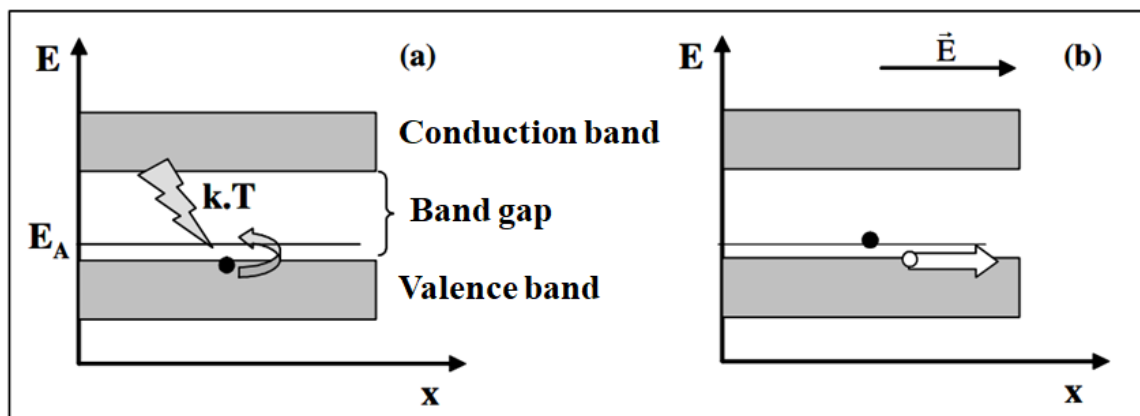 E
(a)
Conduction band
k.T
Band gap
E_A
Valence band
x
E
E⃗
(b)
x